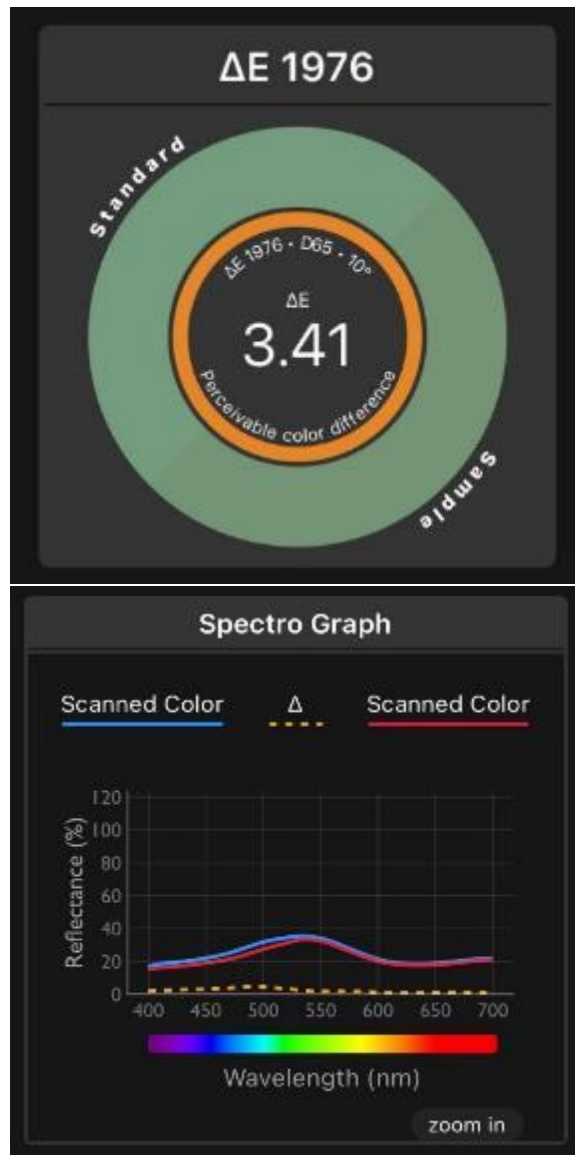 ΔE 1976
Standard
ΔE 1976 • D65 • 10°
ΔE
3.41
Perceivable color difference
Sample
Spectro Graph
Scanned Color Δ Scanned Color
Reflectance (%)
120
100
80
60
40
20
0
400 450 500 550 600 650 700
Wavelength (nm)
zoom in